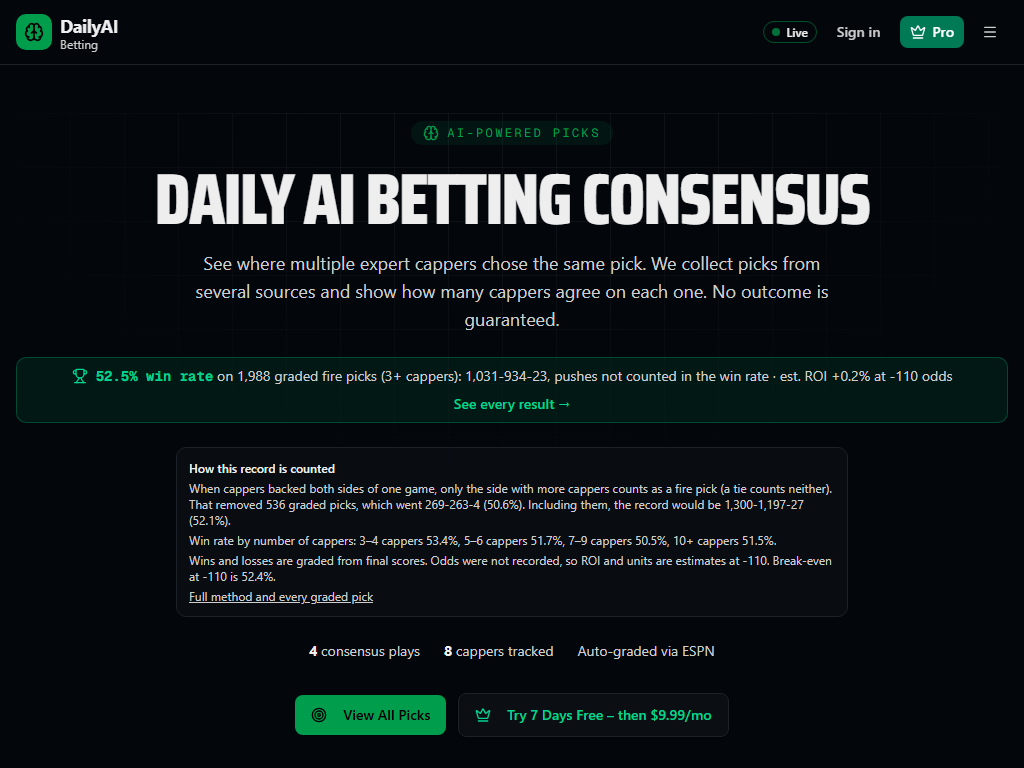 DailyAI
Betting
Live
Sign in
Pro
AI-POWERED PICKS
DAILY AI BETTING CONSENSUS
See where multiple expert cappers chose the same pick. We collect picks from
several sources and show how many cappers agree on each one. No outcome is
guaranteed.
52.5% win rate on 1,988 graded fire picks (3+ cappers): 1,031-934-23, pushes not counted in the win rate · est. ROI +0.2% at -110 odds
See every result →
How this record is counted
When cappers backed both sides of one game, only the side with more cappers counts as a fire pick (a tie counts neither).
That removed 536 graded picks, which went 269-263-4 (50.6%). Including them, the record would be 1,300-1,197-27
(52.1%).
Win rate by number of cappers: 3–4 cappers 53.4%, 5–6 cappers 51.7%, 7–9 cappers 50.5%, 10+ cappers 51.5%.
Wins and losses are graded from final scores. Odds were not recorded, so ROI and units are estimates at -110. Break-even
at -110 is 52.4%.
Full method and every graded pick
4 consensus plays 8 cappers tracked Auto-graded via ESPN
View All Picks
Try 7 Days Free – then $9.99/mo